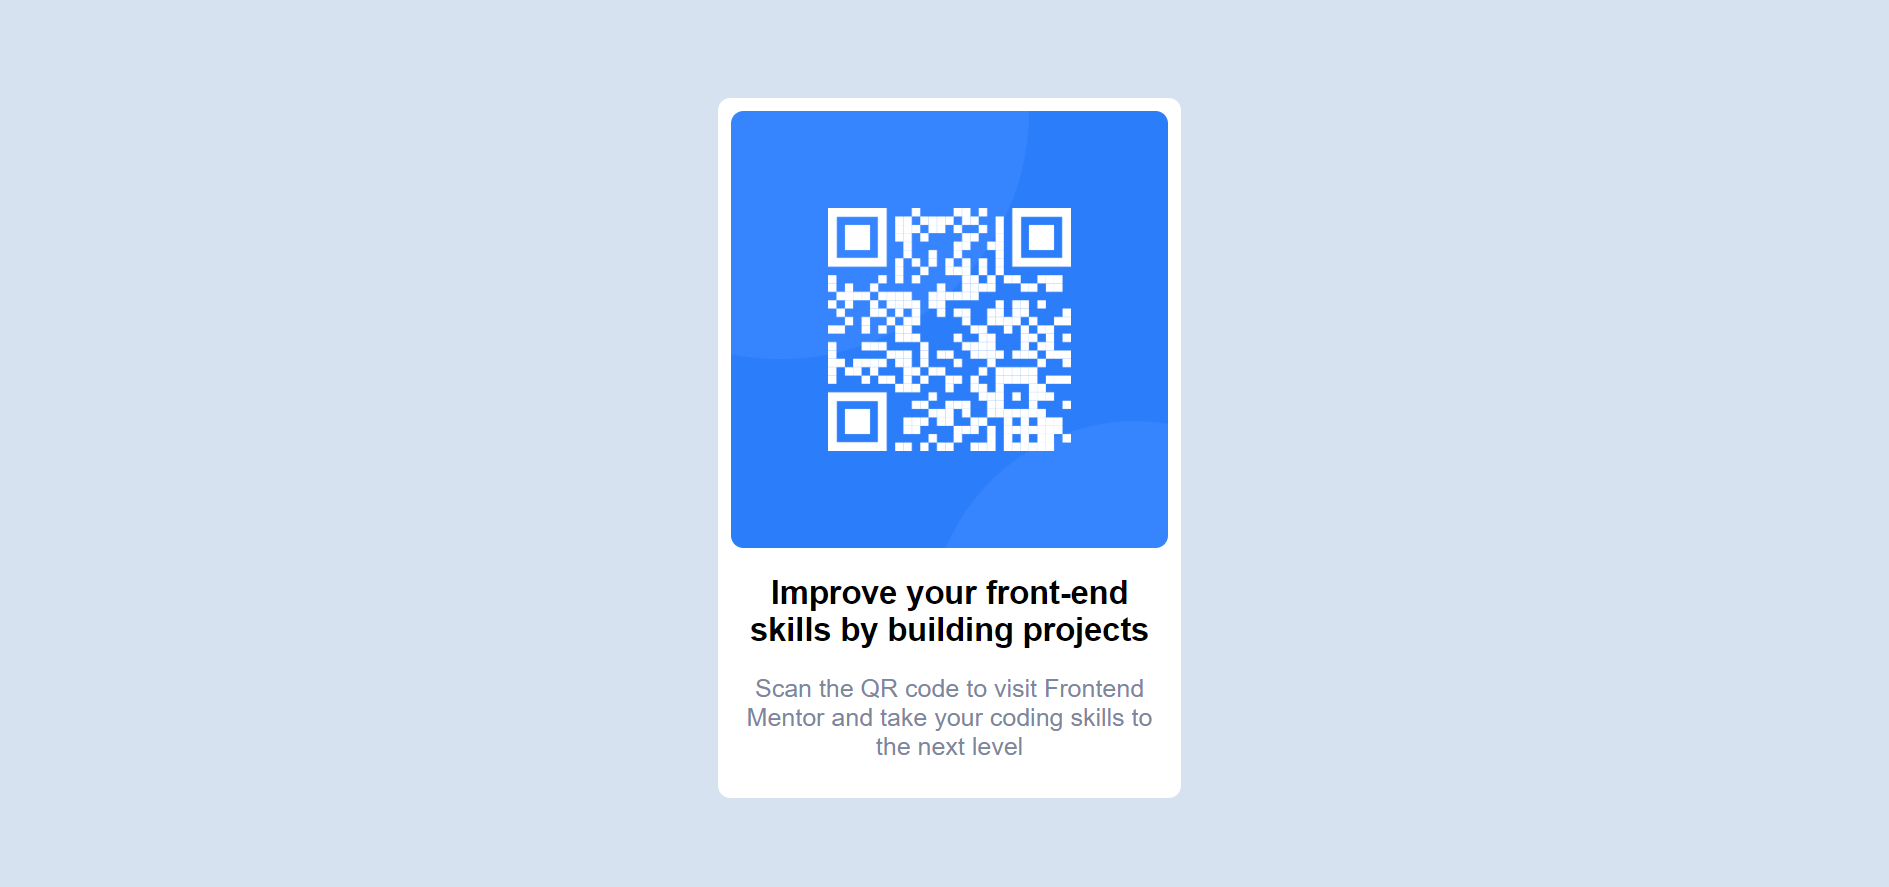 Improve your front-end
skills by building projects
Scan the QR code to visit Frontend
Mentor and take your coding skills to
the next level